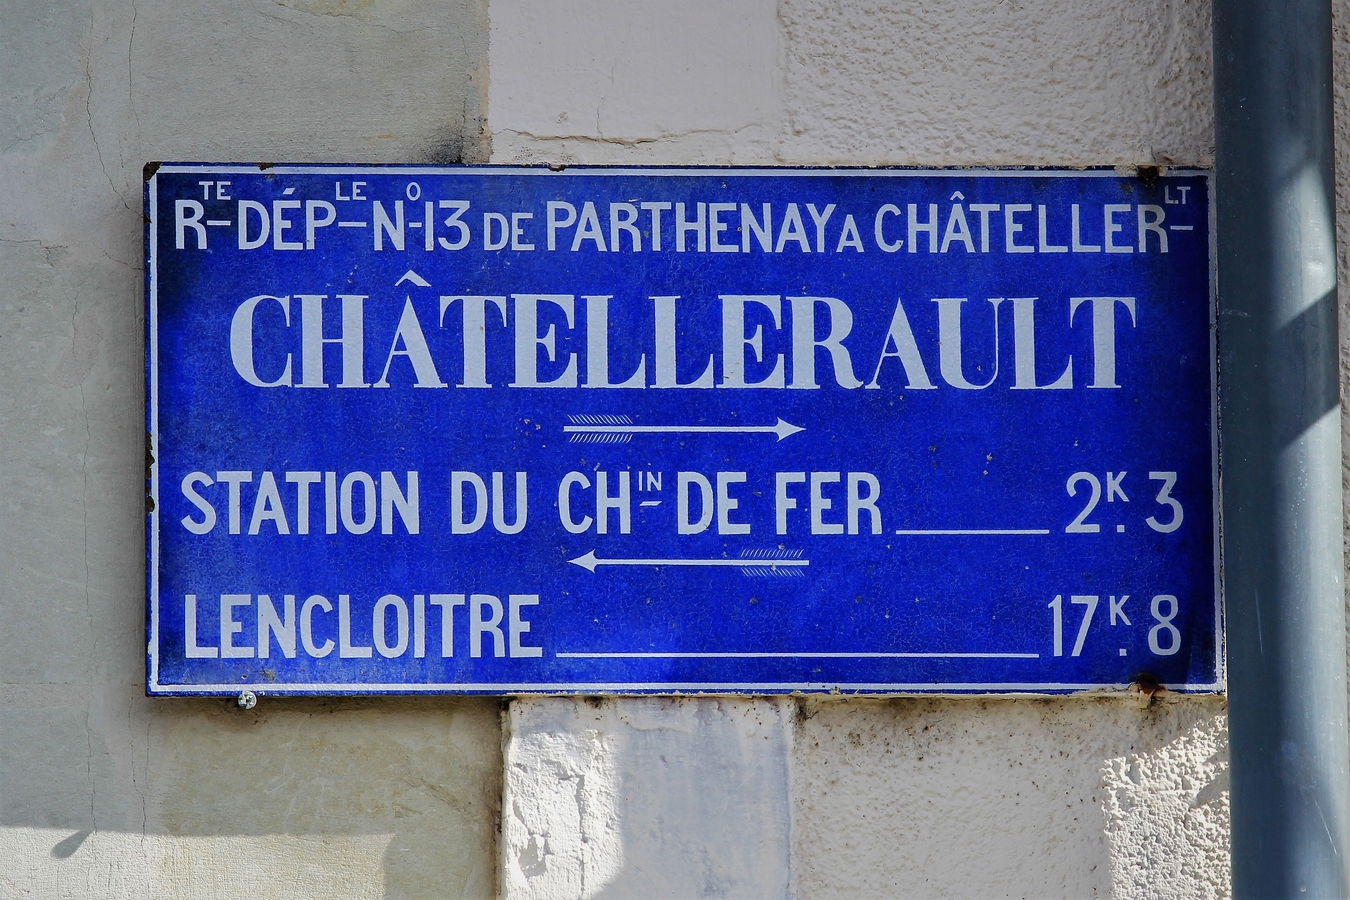 RTE DÉPLE NO 13 DE PARTHENAY A CHÂTELLERLT
CHÂTELLERAULT
STATION DU CHIN DE FER 2K.3
LENCLOITRE 17K.8